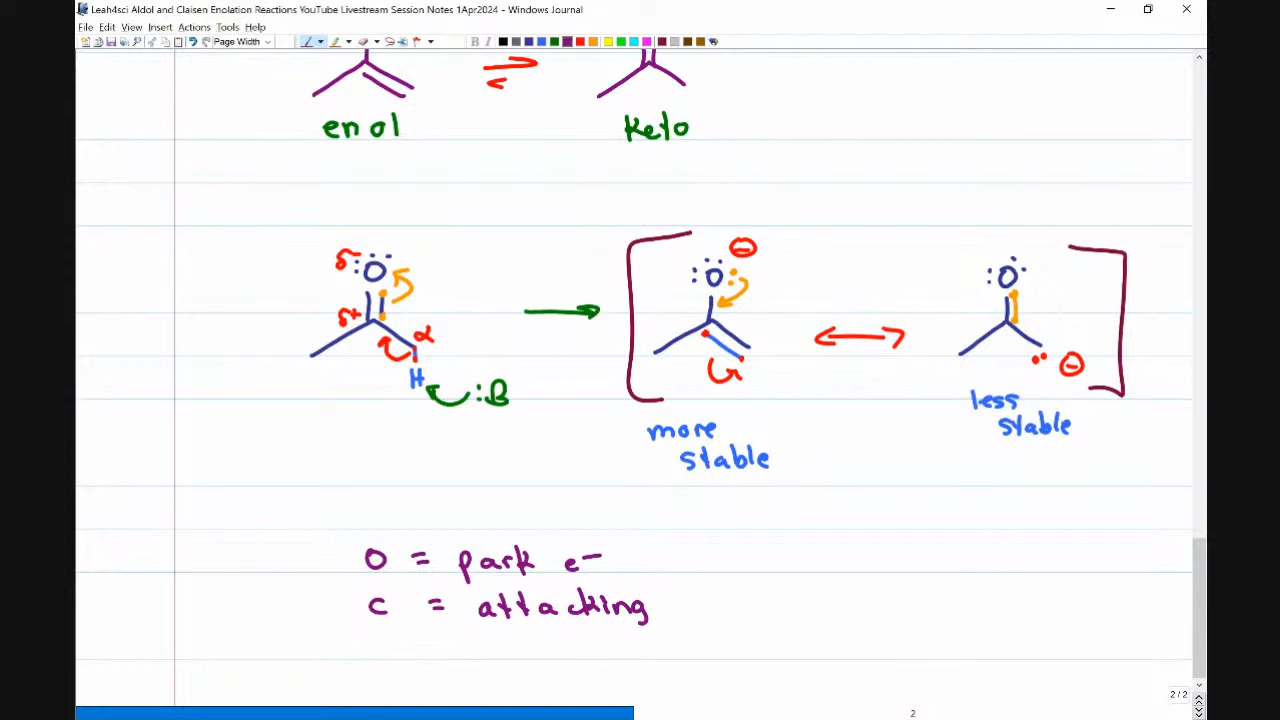 Leah4sci Aldol and Claisen Enolation Reactions YouTube Livestream Session Notes 1Apr2024 - Windows Journal
File Edit View Insert Actions Tools Help
Page Width
B I
enol
keto
δ- :O
δ+ α
H :B
:O: ⊖
:O
⊖
more
stable
less
stable
O = park e-
C = attacking
2 / 2
2